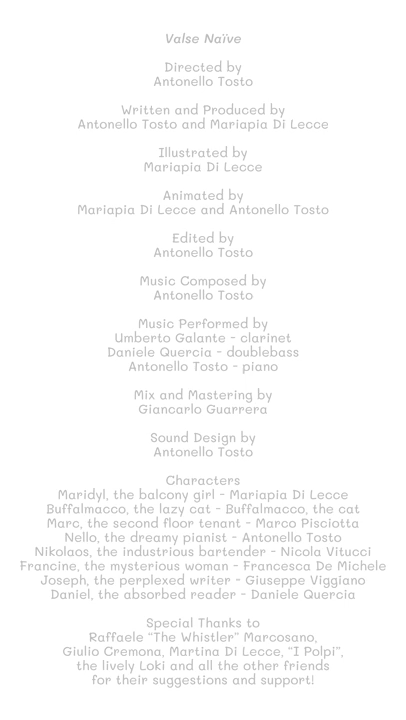 Valse Naïve
Directed by
Antonello Tosto
Written and Produced by
Antonello Tosto and Mariapia Di Lecce
Illustrated by
Mariapia Di Lecce
Animated by
Mariapia Di Lecce and Antonello Tosto
Edited by
Antonello Tosto
Music Composed by
Antonello Tosto
Music Performed by
Umberto Galante - clarinet
Daniele Quercia - doublebass
Antonello Tosto - piano
Mix and Mastering by
Giancarlo Guarrera
Sound Design by
Antonello Tosto
Characters
Maridyl, the balcony girl - Mariapia Di Lecce
Buffalmacco, the lazy cat - Buffalmacco, the cat
Marc, the second floor tenant - Marco Pisciotta
Nello, the dreamy pianist - Antonello Tosto
Nikolaos, the industrious bartender - Nicola Vitucci
Francine, the mysterious woman - Francesca De Michele
Joseph, the perplexed writer - Giuseppe Viggiano
Daniel, the absorbed reader - Daniele Quercia
Special Thanks to
Raffaele "The Whistler" Marcosano,
Giulio Cremona, Martina Di Lecce, "I Polpi",
the lively Loki and all the other friends
for their suggestions and support!